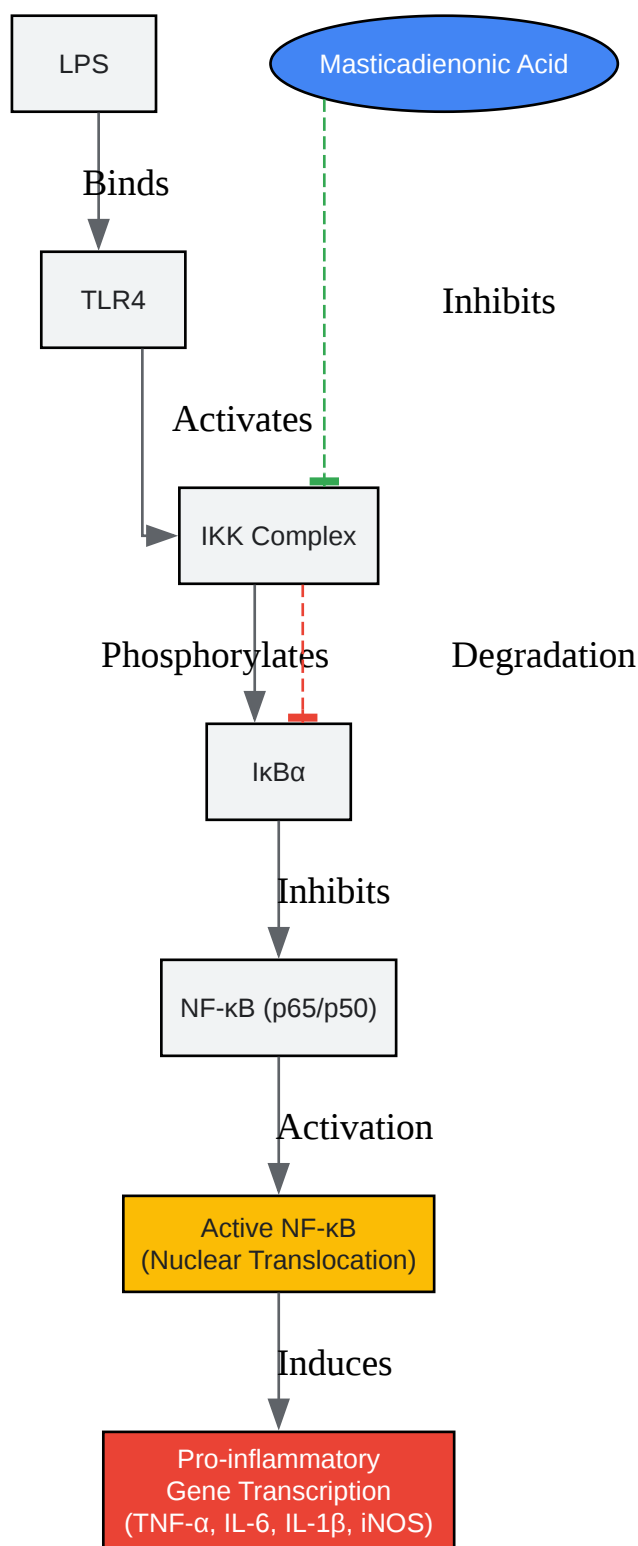 LPS
Masticadienonic Acid
Binds
TLR4
Inhibits
Activates
IKK Complex
Phosphorylates
Degradation
IκBα
Inhibits
NF-κB (p65/p50)
Activation
Active NF-κB
(Nuclear Translocation)
Induces
Pro-inflammatory
Gene Transcription
(TNF-α, IL-6, IL-1β, iNOS)